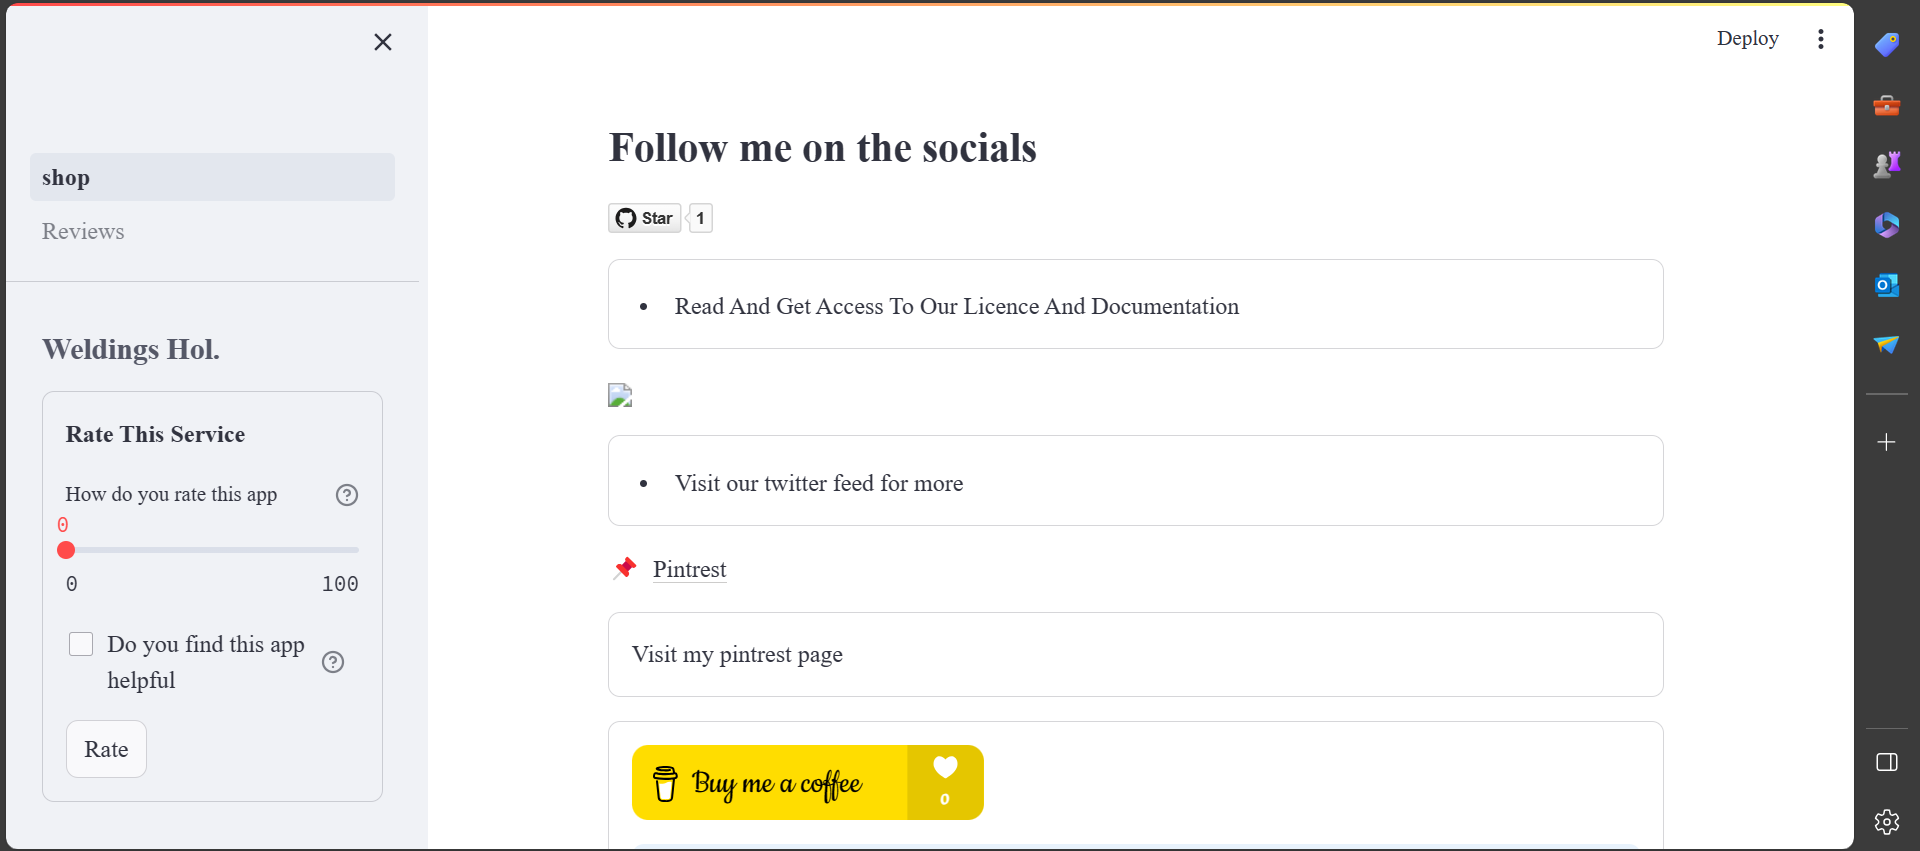 Deploy
shop
Reviews
Weldings Hol.
Rate This Service
How do you rate this app
0
0 100
Do you find this app
helpful
Rate
Follow me on the socials
Star 1
Read And Get Access To Our Licence And Documentation
Visit our twitter feed for more
Pintrest
Visit my pintrest page
Buy me a coffee
0